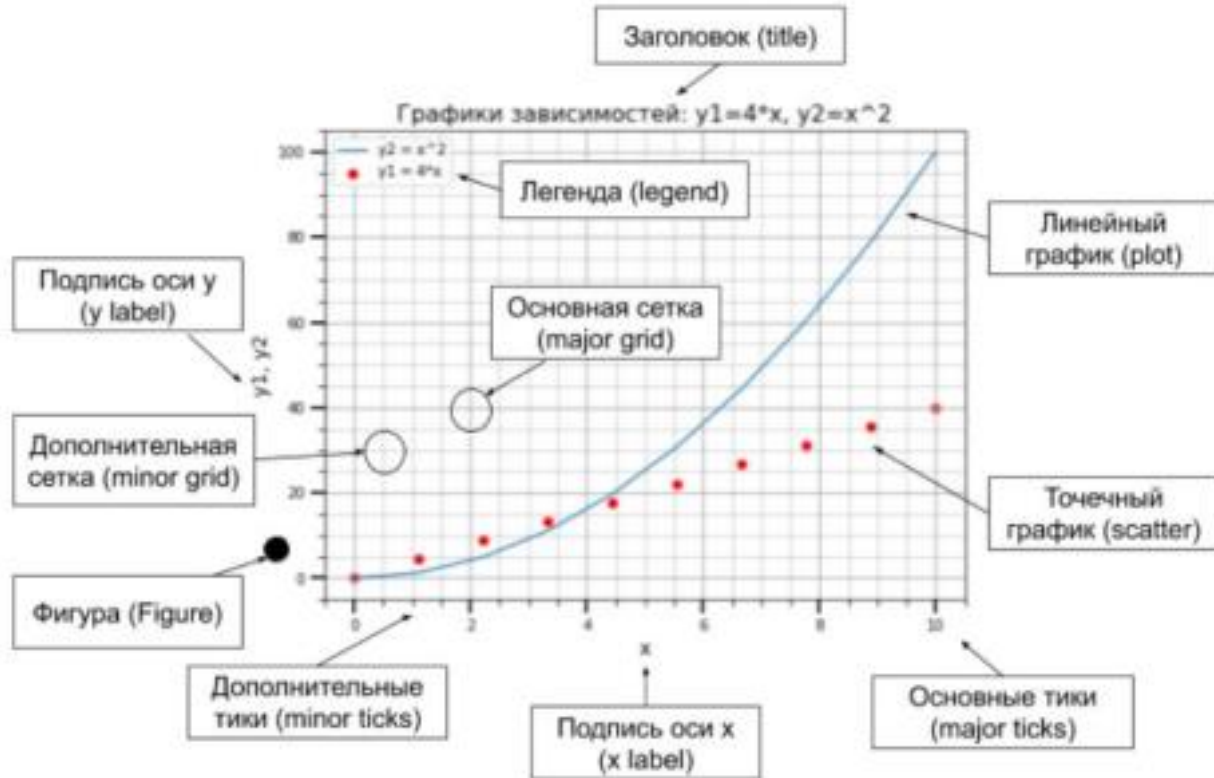 Заголовок (title)
Графики зависимостей: y1=4*x, y2=x^2
y2 = x^2
y1 = 4*x
Легенда (legend)
Линейный
график (plot)
Подпись оси y
(y label)
Основная сетка
(major grid)
y1, y2
Дополнительная
сетка (minor grid)
Точечный
график (scatter)
Фигура (Figure)
100
80
60
40
20
0
0 2 4 6 8 10
x
Дополнительные
тики (minor ticks)
Подпись оси x
(x label)
Основные тики
(major ticks)